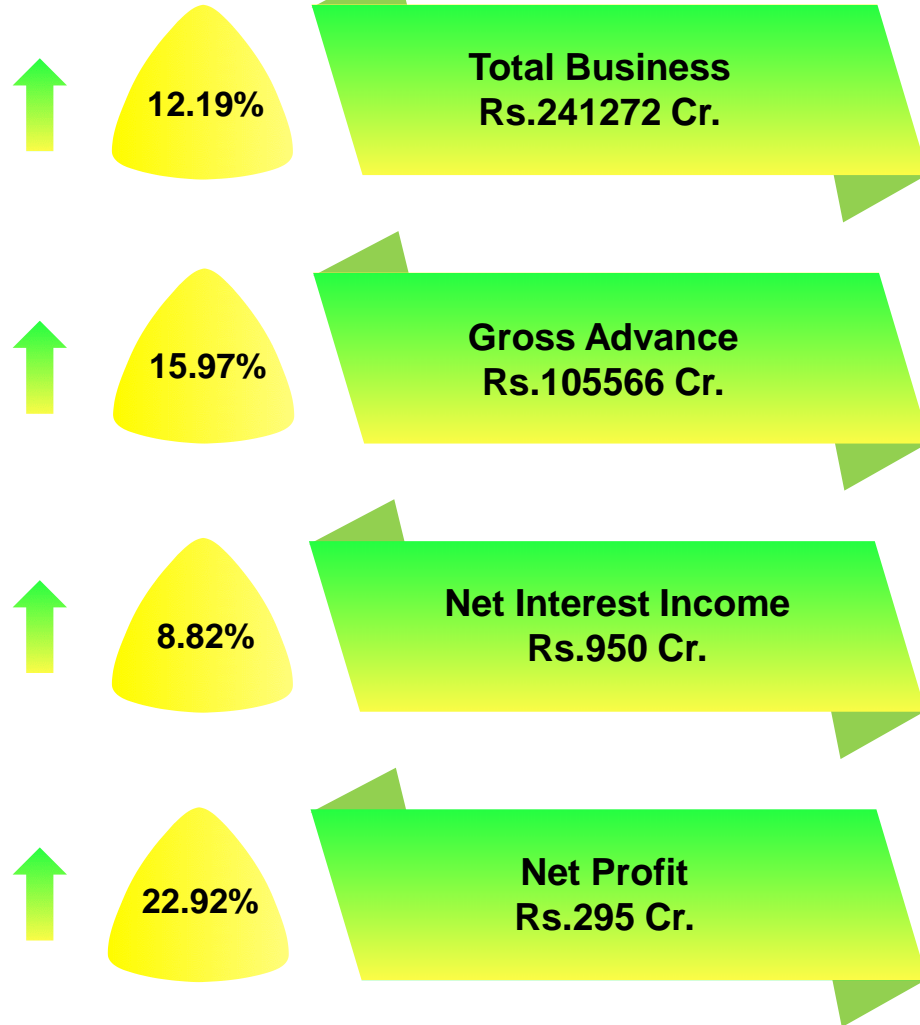 12.19%
Total Business
Rs.241272 Cr.
15.97%
Gross Advance
Rs.105566 Cr.
8.82%
Net Interest Income
Rs.950 Cr.
22.92%
Net Profit
Rs.295 Cr.